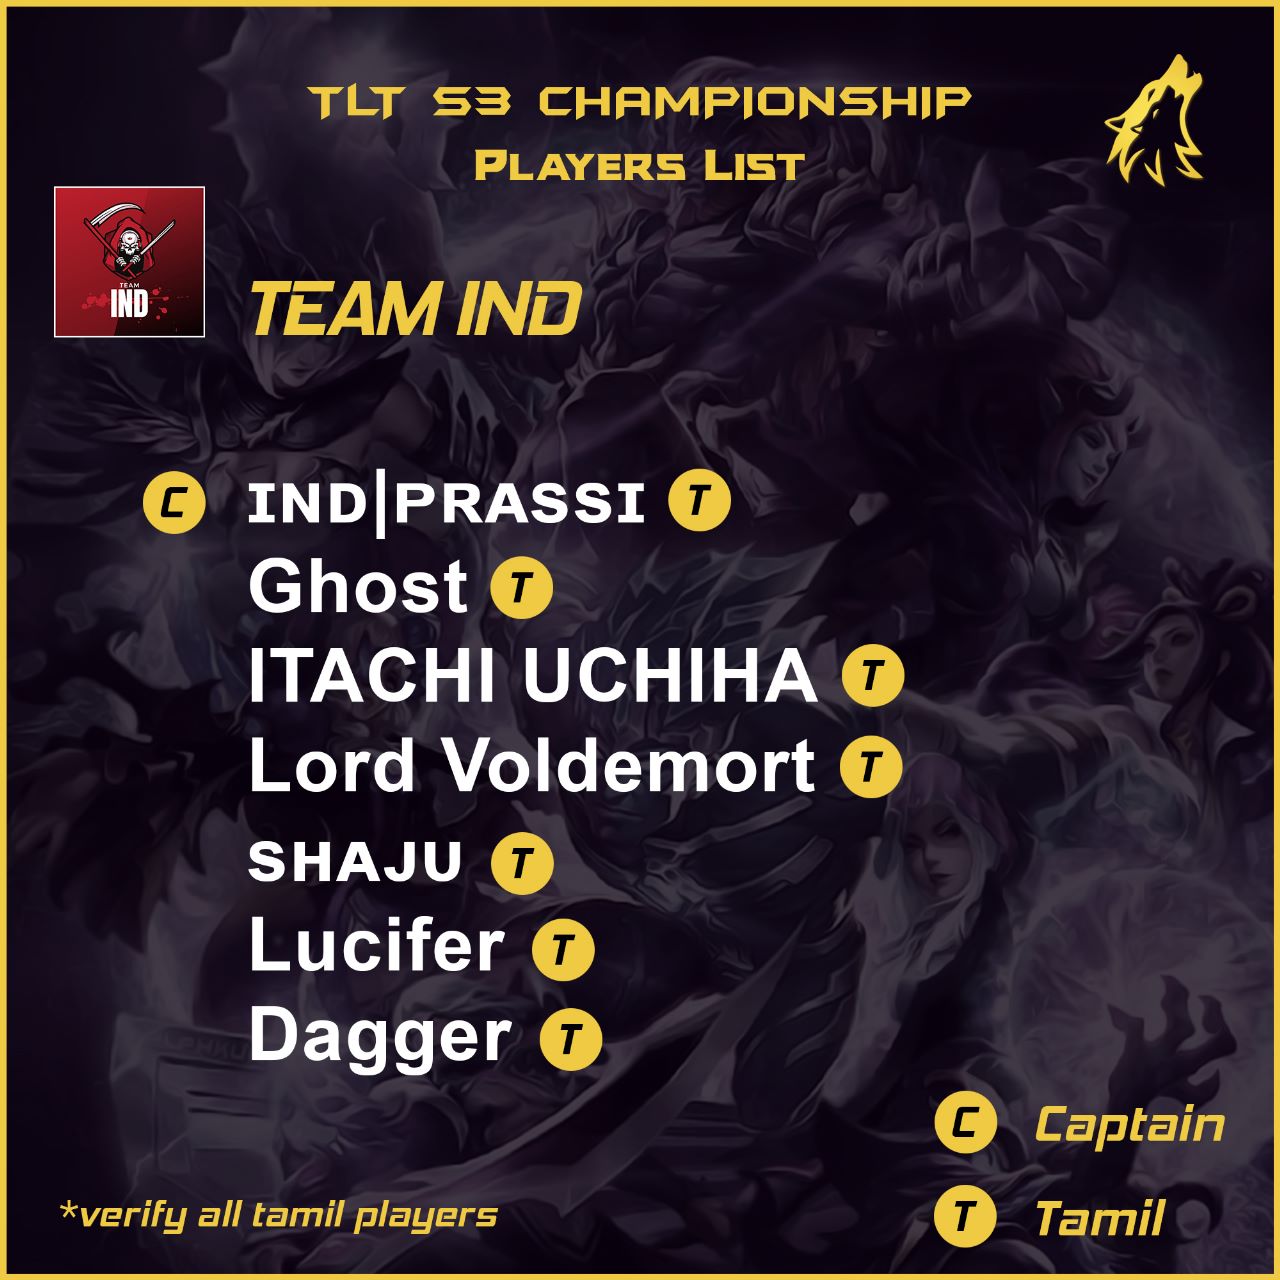 TLT S3 CHAMPIONSHIP
PLAYERS LIST
TEAM
IND
TEAM IND
C IND|PRASSI T
Ghost T
ITACHI UCHIHA T
Lord Voldemort T
SHAJU T
Lucifer T
Dagger T
C Captain
*verify all tamil players
T Tamil